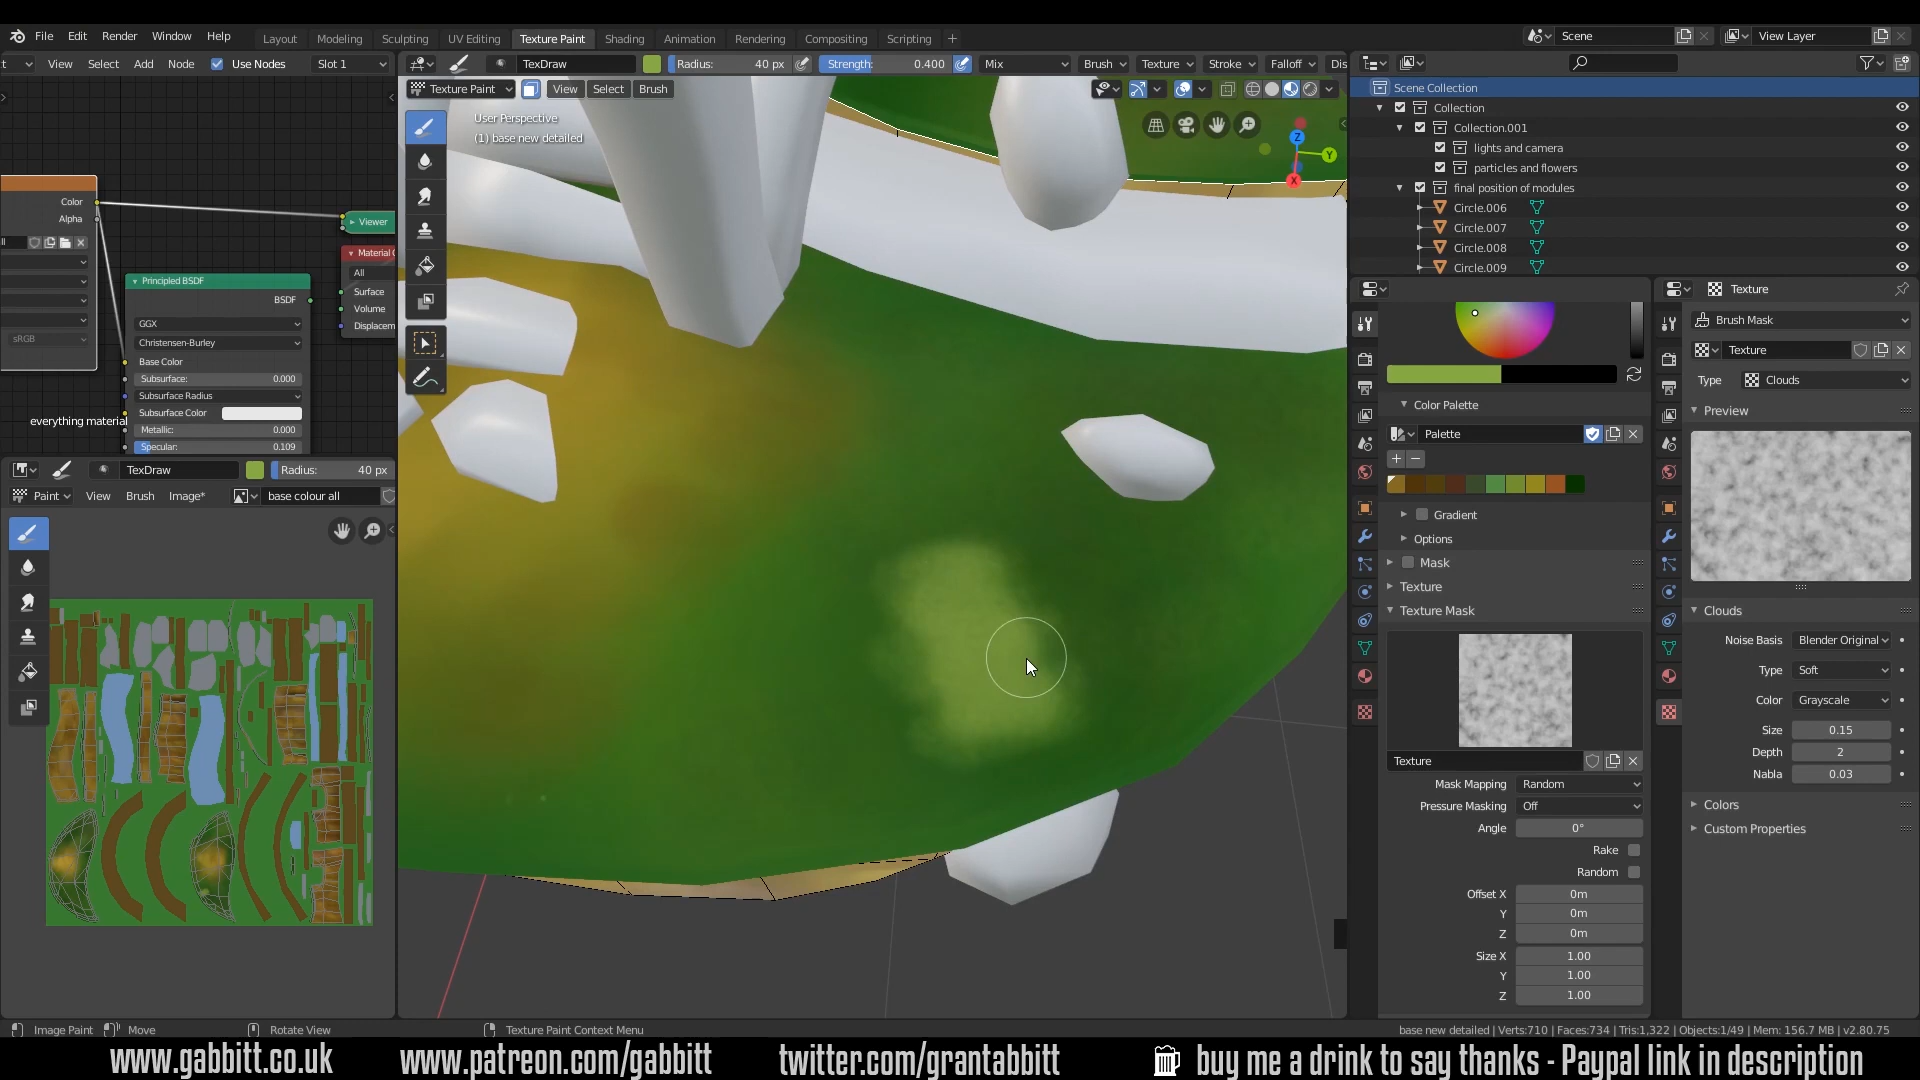 File Edit Render Window Help Layout Modeling Sculpting UV Editing Texture Paint Shading Animation Rendering Compositing Scripting + Scene View Layer
View Select Add Node Use Nodes Slot 1 TexDraw Radius: 40 px Strength: 0.400 Mix Brush Texture Stroke Falloff Dis
Texture Paint View Select Brush
User Perspective
(1) base new detailed
Z
Y
X
Color
Alpha
Viewer
sRGB
Material
All
Surface
Volume
Displacem
Principled BSDF
BSDF
GGX
Christensen-Burley
Base Color
Subsurface: 0.000
Subsurface Radius
Subsurface Color
Metallic: 0.000
Specular: 0.109
everything material
TexDraw Radius: 40 px
Paint View Brush Image* base colour all
Scene Collection
Collection
Collection.001
lights and camera
particles and flowers
final position of modules
Circle.006
Circle.007
Circle.008
Circle.009
Color Palette
Palette
Gradient
Options
Mask
Texture
Texture Mask
Texture
Mask Mapping Random
Pressure Masking Off
Angle 0°
Rake
Random
Offset X 0m
Y 0m
Z 0m
Size X 1.00
Y 1.00
Z 1.00
Texture
Brush Mask
Texture
Type Clouds
Preview
Clouds
Noise Basis Blender Original
Type Soft
Color Grayscale
Size 0.15
Depth 2
Nabla 0.03
Colors
Custom Properties
Image Paint Move Rotate View Texture Paint Context Menu base new detailed | Verts:710 | Faces:734 | Tris:1,322 | Objects:1/49 | Mem: 156.7 MB | v2.80.75
www.gabbitt.co.uk www.patreon.com/gabbitt twitter.com/grantabbitt buy me a drink to say thanks - Paypal link in description